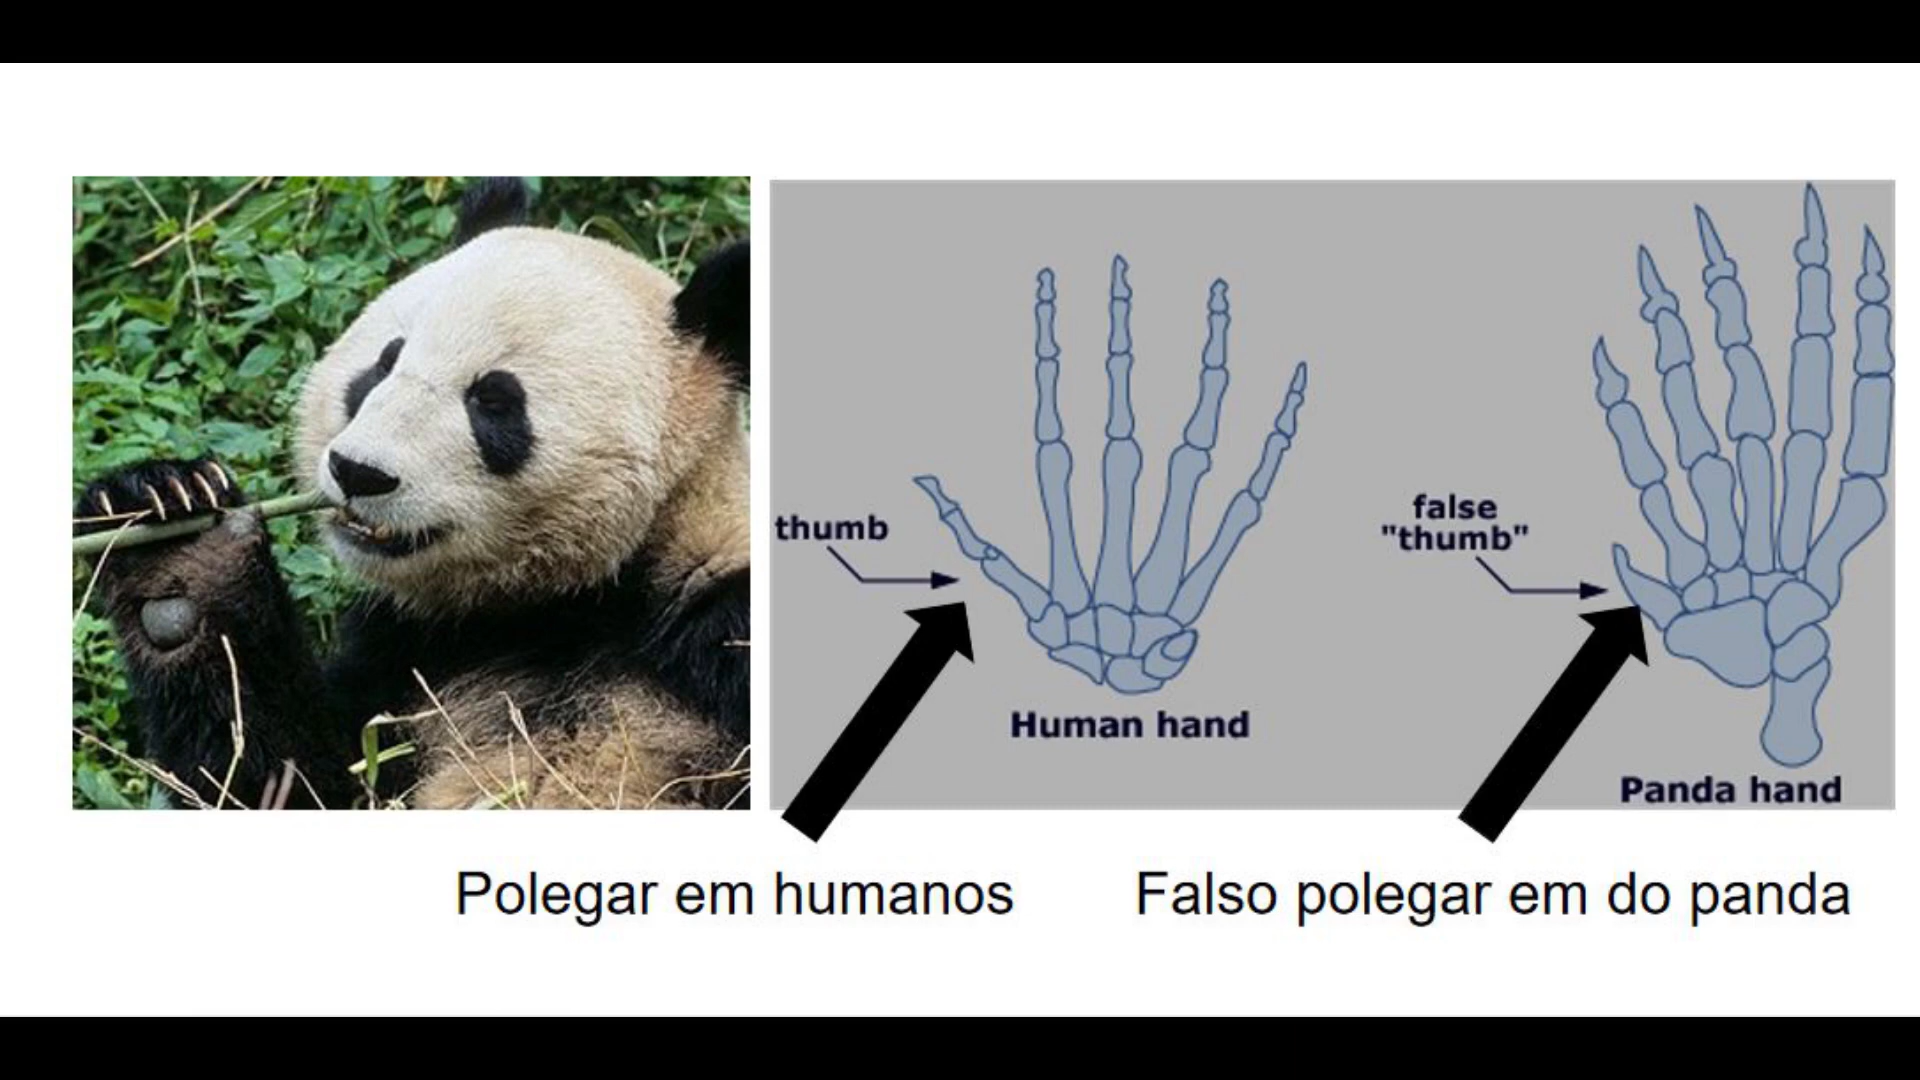 thumb
Human hand
false
"thumb"
Panda hand
Polegar em humanos
Falso polegar em do panda